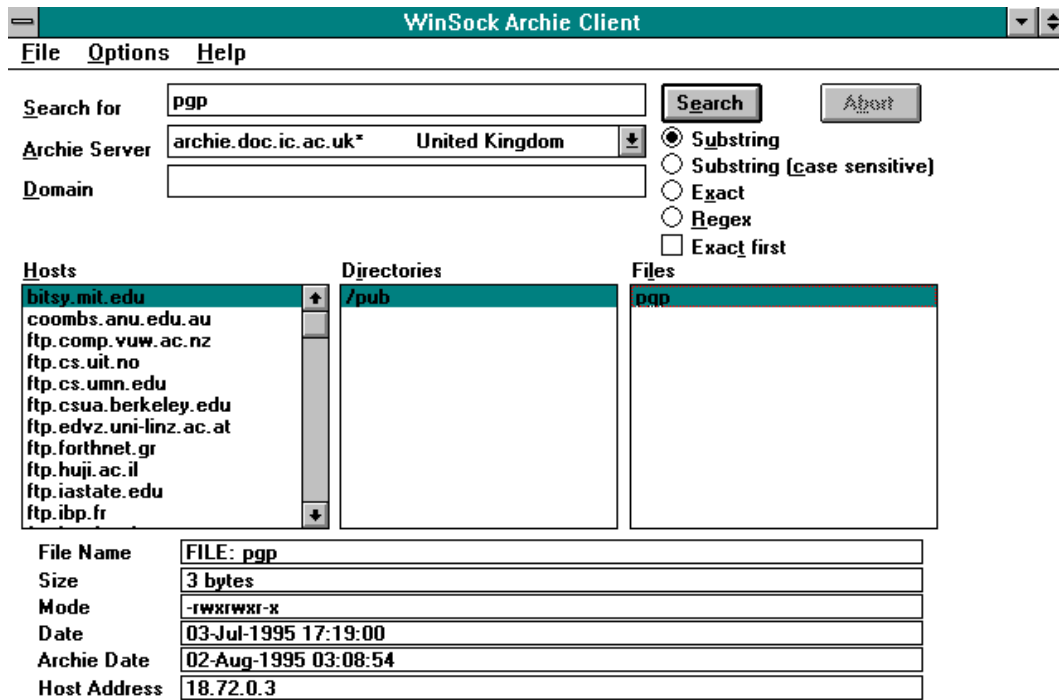 WinSock Archie Client
File Options Help
Search for pgp Search Abort
Archie Server archie.doc.ic.ac.uk* United Kingdom
Domain
Substring
Substring (case sensitive)
Exact
Regex
Exact first
Hosts Directories Files
bitsy.mit.edu /pub pgp
coombs.anu.edu.au
ftp.comp.vuw.ac.nz
ftp.cs.uit.no
ftp.cs.umn.edu
ftp.csua.berkeley.edu
ftp.edvz.uni-linz.ac.at
ftp.forthnet.gr
ftp.huji.ac.il
ftp.iastate.edu
ftp.ibp.fr
File Name FILE: pgp
Size 3 bytes
Mode -rwxrwxr-x
Date 03-Jul-1995 17:19:00
Archie Date 02-Aug-1995 03:08:54
Host Address 18.72.0.3